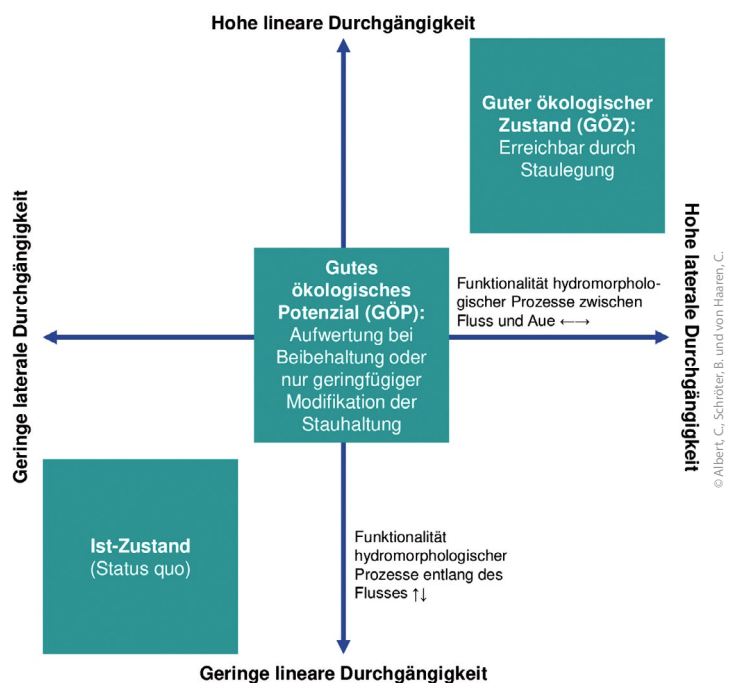 Hohe lineare Durchgängigkeit
Guter ökologischer
Zustand (GÖZ):
Erreichbar durch
Staulegung
Geringe laterale Durchgängigkeit
Gutes
ökologisches
Potenzial (GÖP):
Aufwertung bei
Beibehaltung oder
nur geringfügiger
Modifikation der
Stauhaltung
Funktionalität hydromorpholo-
gischer Prozesse zwischen
Fluss und Aue ←→
Hohe laterale Durchgängigkeit
© Albert, C., Schröter, B. und von Haaren, C.
Ist-Zustand
(Status quo)
Funktionalität
hydromorphologischer
Prozesse entlang des
Flusses ↑↓
Geringe lineare Durchgängigkeit